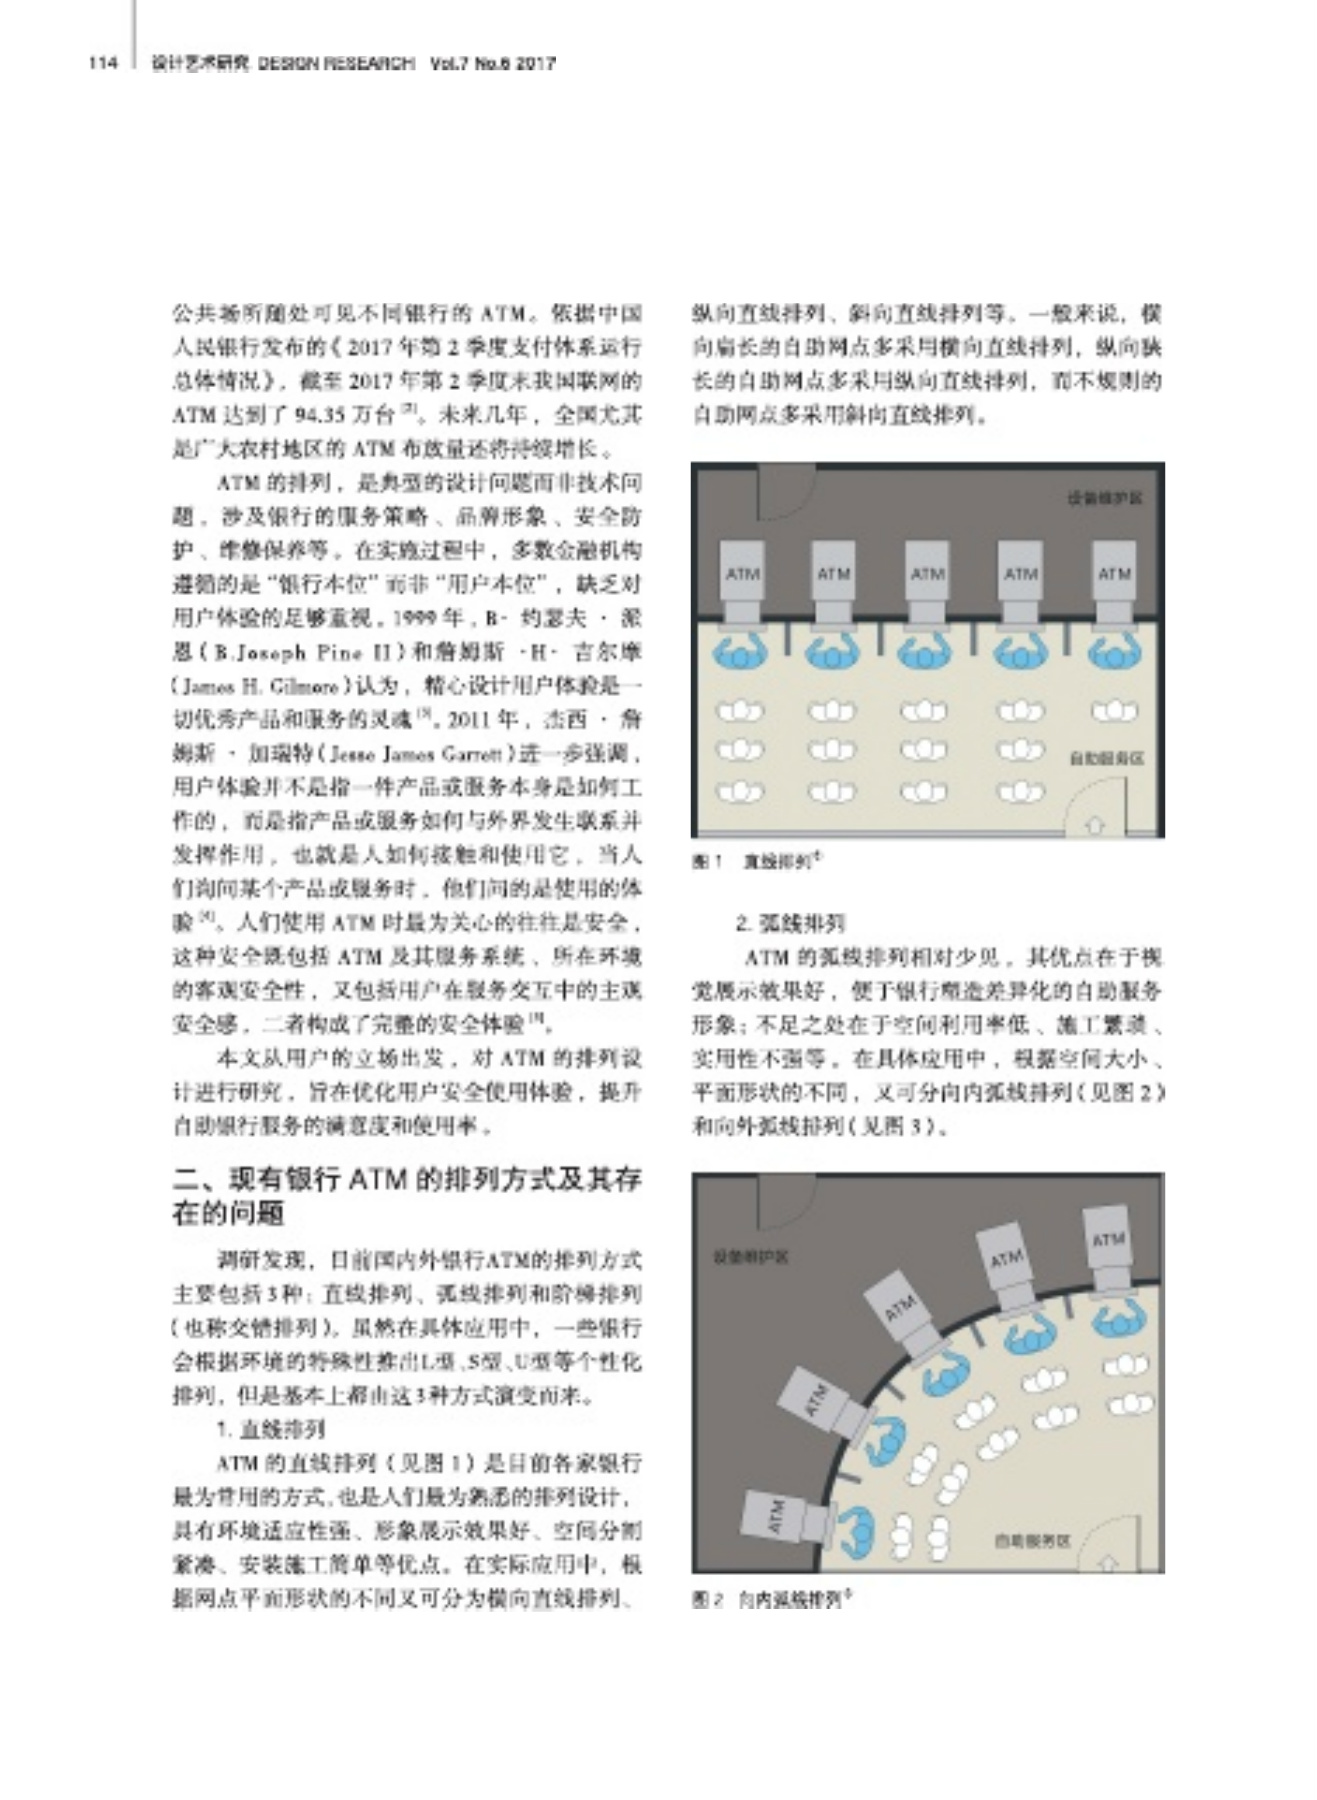 114 设计艺术研究 DESIGN RESEARCH Vol.7 No.6 2017
公共场所随处可见不同银行的 ATM。依据中国
人民银行发布的《2017 年第 2 季度支付体系运行
总体情况》，截至 2017 年第 2 季度末我国联网的
ATM 达到了 94.35 万台[2]。未来几年，全国尤其
是广大农村地区的 ATM 布放量还将持续增长。
ATM 的排列，是典型的设计问题而非技术问
题，涉及银行的服务策略、品牌形象、安全防
护、维修保养等。在实施过程中，多数金融机构
遵循的是“银行本位”而非“用户本位”，缺乏对
用户体验的足够重视。1999 年，B· 约瑟夫 · 派
恩（B.Joseph Pine II）和詹姆斯 ·H· 吉尔摩
（James H. Gilmore）认为，精心设计用户体验是一
切优秀产品和服务的灵魂[3]。2011 年，杰西 · 詹
姆斯 · 加瑞特（Jesse James Garrett）进一步强调，
用户体验并不是指一件产品或服务本身是如何工
作的，而是指产品或服务如何与外界发生联系并
发挥作用，也就是人如何接触和使用它，当人
们询问某个产品或服务时，他们问的是使用的体
验[4]。人们使用 ATM 时最为关心的往往是安全，
这种安全既包括 ATM 及其服务系统、所在环境
的客观安全性，又包括用户在服务交互中的主观
安全感，二者构成了完整的安全体验[5]。
本文从用户的立场出发，对 ATM 的排列设
计进行研究，旨在优化用户安全使用体验，提升
自助银行服务的满意度和使用率。
二、现有银行 ATM 的排列方式及其存
在的问题
调研发现，目前国内外银行ATM的排列方式
主要包括3种：直线排列、弧线排列和阶梯排列
（也称交错排列）。虽然在具体应用中，一些银行
会根据环境的特殊性推出L型、S型、U型等个性化
排列，但是基本上都由这3种方式演变而来。
1. 直线排列
ATM 的直线排列（见图 1）是目前各家银行
最为常用的方式，也是人们最为熟悉的排列设计，
具有环境适应性强、形象展示效果好、空间分割
紧凑、安装施工简单等优点。在实际应用中，根
据网点平面形状的不同又可分为横向直线排列、
纵向直线排列、斜向直线排列等。一般来说，横
向扁长的自助网点多采用横向直线排列，纵向狭
长的自助网点多采用纵向直线排列，而不规则的
自助网点多采用斜向直线排列。
设备维护区
ATM ATM ATM ATM ATM
自助服务区
图 1 直线排列
2. 弧线排列
ATM 的弧线排列相对少见，其优点在于视
觉展示效果好，便于银行塑造差异化的自助服务
形象；不足之处在于空间利用率低、施工繁琐、
实用性不强等。在具体应用中，根据空间大小、
平面形状的不同，又可分向内弧线排列（见图 2）
和向外弧线排列（见图 3）。
设备维护区
ATM
ATM
ATM
ATM
ATM
自助服务区
图 2 向内弧线排列